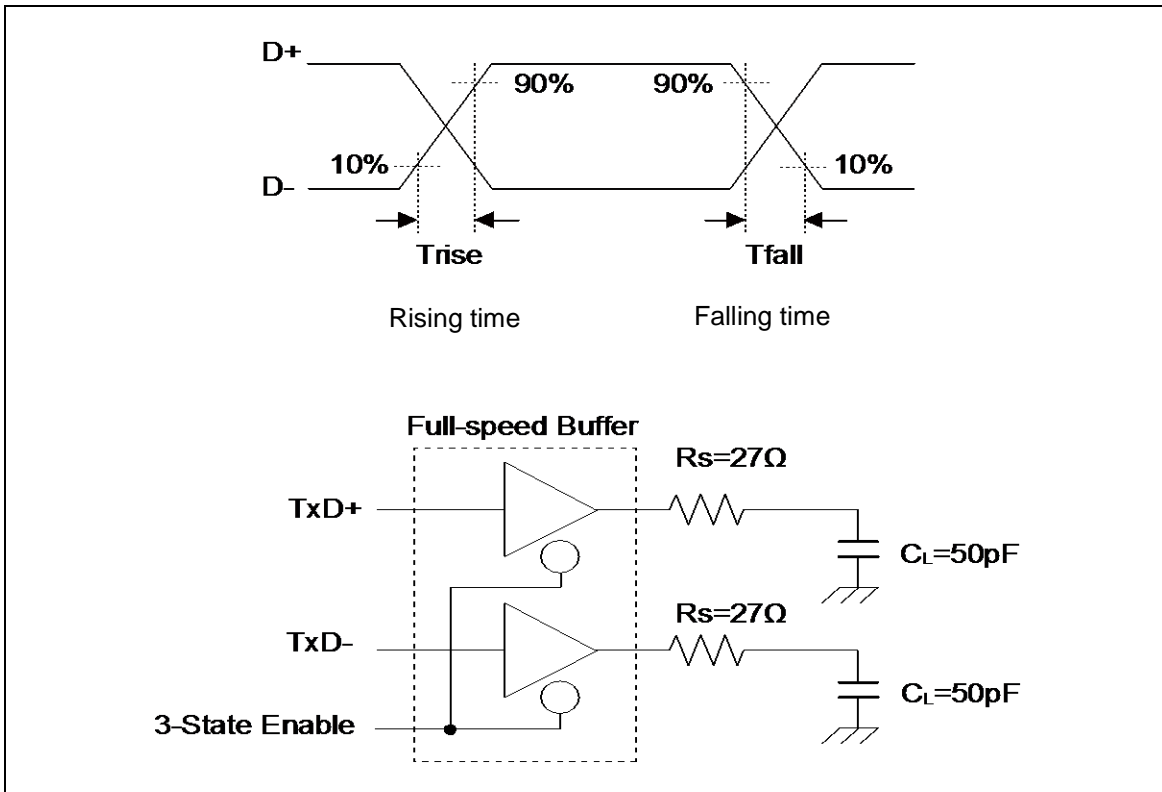 D+
90% 90%
10% 10%
D-
Trise Tfall
Rising time Falling time
Full-speed Buffer
Rs=27Ω
TxD+
CL=50pF
Rs=27Ω
TxD-
CL=50pF
3-State Enable